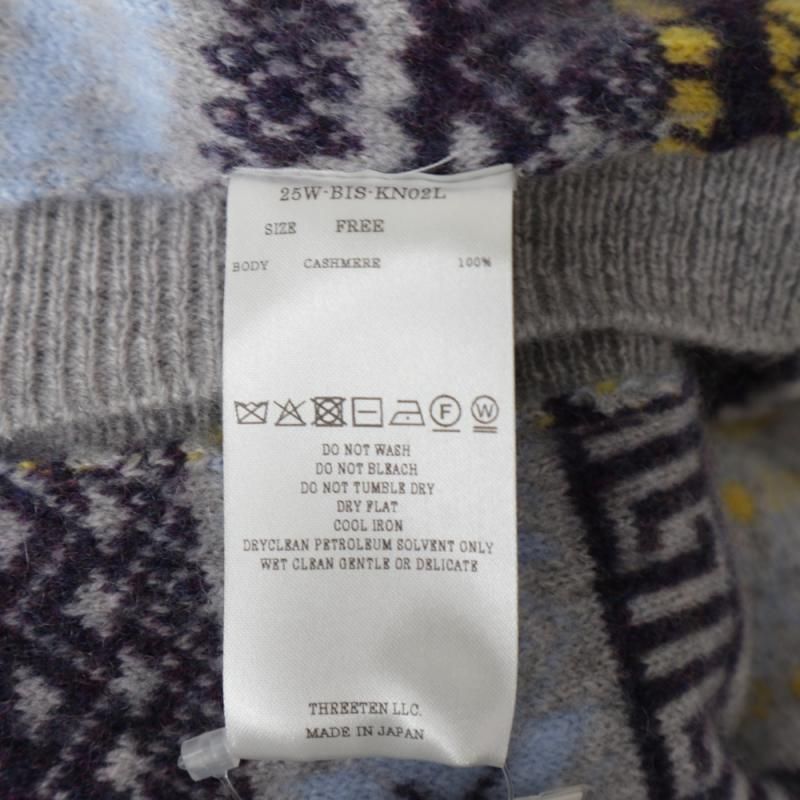 25W-BIS-KN02L
SIZE FREE
BODY CASHMERE 100%
F W
DO NOT WASH
DO NOT BLEACH
DO NOT TUMBLE DRY
DRY FLAT
COOL IRON
DRYCLEAN PETROLEUM SOLVENT ONLY
WET CLEAN GENTLE OR DELICATE
THREETEN LLC.
MADE IN JAPAN